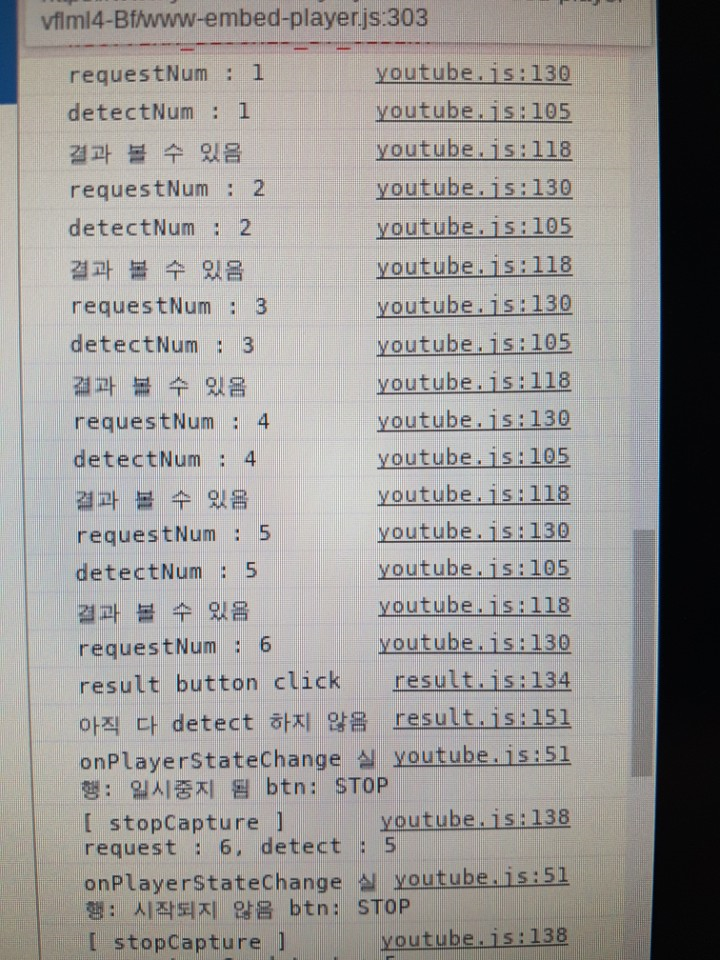 vflml4-Bf/www-embed-player.js:303
requestNum : 1 youtube.js:130
detectNum : 1 youtube.js:105
결과 볼 수 있음 youtube.js:118
requestNum : 2 youtube.js:130
detectNum : 2 youtube.js:105
결과 볼 수 있음 youtube.js:118
requestNum : 3 youtube.js:130
detectNum : 3 youtube.js:105
결과 볼 수 있음 youtube.js:118
requestNum : 4 youtube.js:130
detectNum : 4 youtube.js:105
결과 볼 수 있음 youtube.js:118
requestNum : 5 youtube.js:130
detectNum : 5 youtube.js:105
결과 볼 수 있음 youtube.js:118
requestNum : 6 youtube.js:130
result button click result.js:134
아직 다 detect 하지 않음 result.js:151
onPlayerStateChange 실 youtube.js:51
행: 일시중지 됨 btn: STOP
[ stopCapture ] youtube.js:138
request : 6, detect : 5
onPlayerStateChange 실 youtube.js:51
행: 시작되지 않음 btn: STOP
[ stopCapture ] youtube.js:138